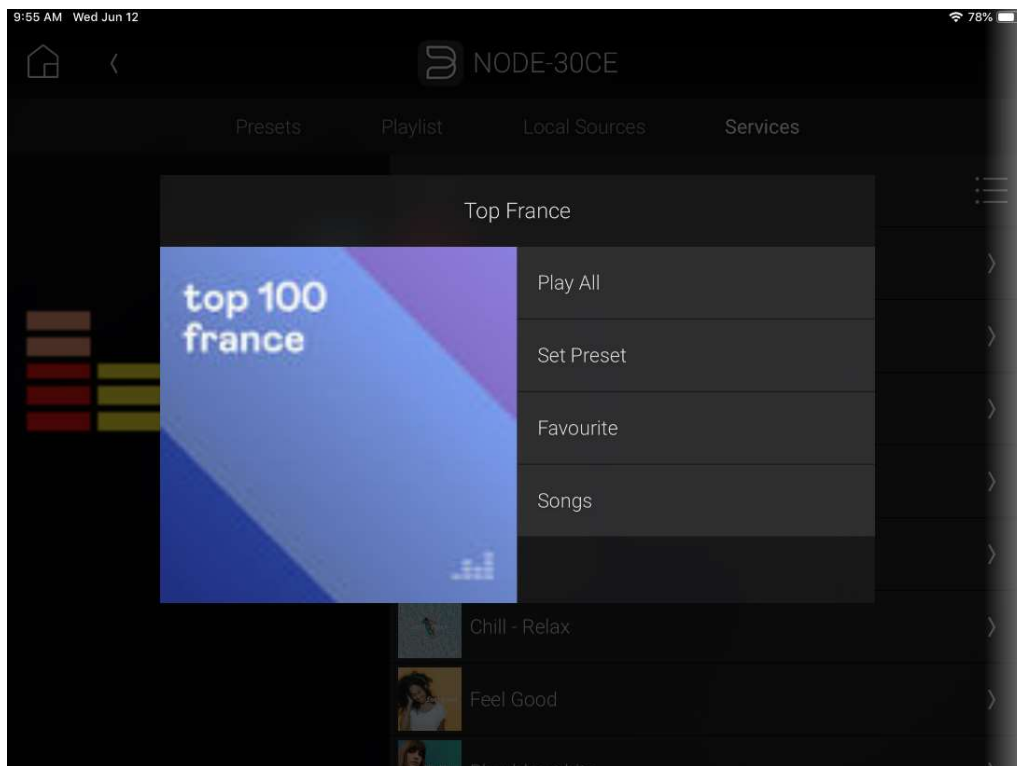 9:55 AM Wed Jun 12
78%
NODE-30CE
Presets Playlist Local Sources Services
Top France
top 100
france
Play All
Set Preset
Favourite
Songs
Chill - Relax
Feel Good